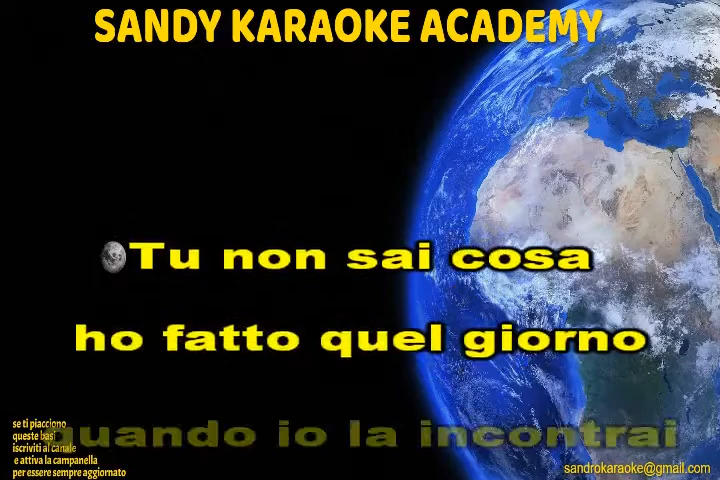 SANDY KARAOKE ACADEMY
Tu non sai cosa
ho fatto quel giorno
quando io la incontrai
se ti piacciono
queste basi
iscriviti al canale
e attiva la campanella
per essere sempre aggiornato
sandrokaraoke@gmail.com